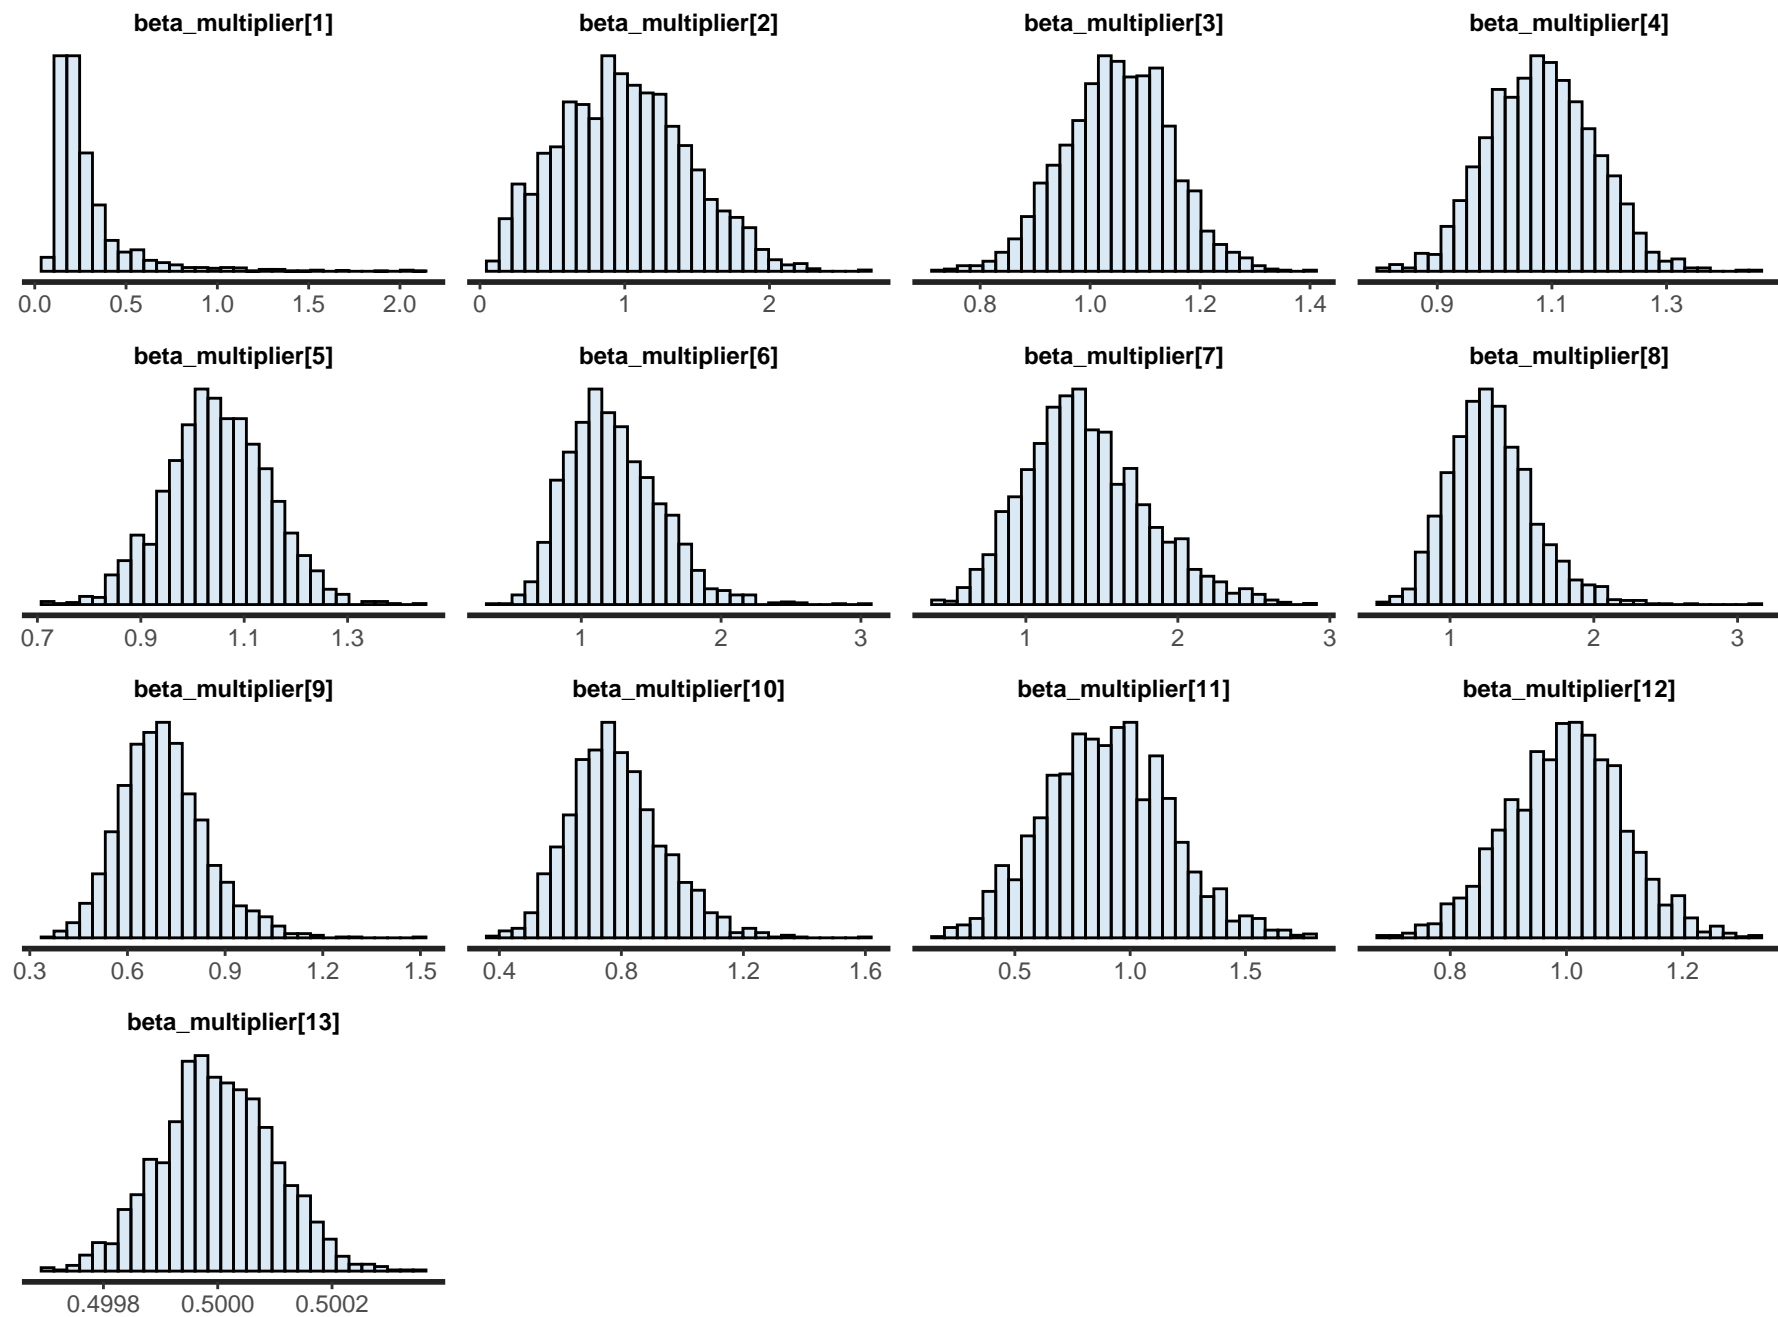 beta_multiplier[1] beta_multiplier[2] beta_multiplier[3] beta_multiplier[4]
0.0 0.5 1.0 1.5 2.0 0 1 2 0.8 1.0 1.2 1.4 0.9 1.1 1.3
beta_multiplier[5] beta_multiplier[6] beta_multiplier[7] beta_multiplier[8]
0.7 0.9 1.1 1.3 1 2 3 1 2 3 1 2 3
beta_multiplier[9] beta_multiplier[10] beta_multiplier[11] beta_multiplier[12]
0.3 0.6 0.9 1.2 1.5 0.4 0.8 1.2 1.6 0.5 1.0 1.5 0.8 1.0 1.2
beta_multiplier[13]
0.4998 0.5000 0.5002